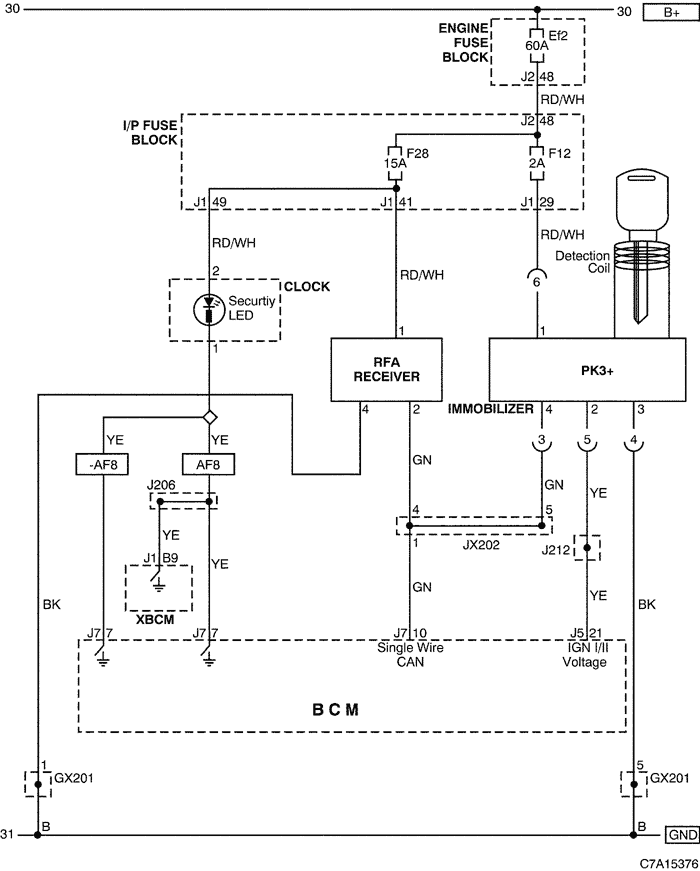 30
30
B+
ENGINE
FUSE
BLOCK
Ef2
60A
J2 48
RD/WH
J2 48
I/P FUSE
BLOCK
F28
15A
F12
2A
J1 49
J1 41
J1 29
RD/WH
RD/WH
RD/WH
Detection
Coil
2
6
CLOCK
Securtiy
LED
1
1
1
RFA
RECEIVER
PK3+
IMMOBILIZER
4
2
4
2
3
3
5
4
YE
YE
GN
-AF8
AF8
J206
GN
YE
4
5
YE
JX202
1
J212
J1 B9
YE
XBCM
BK
GN
YE
BK
J7 7
J7 7
J7 10
J5 21
Single Wire
CAN
IGN I/II
Voltage
BCM
1
GX201
5
GX201
31
B
B
GND
C7A15376